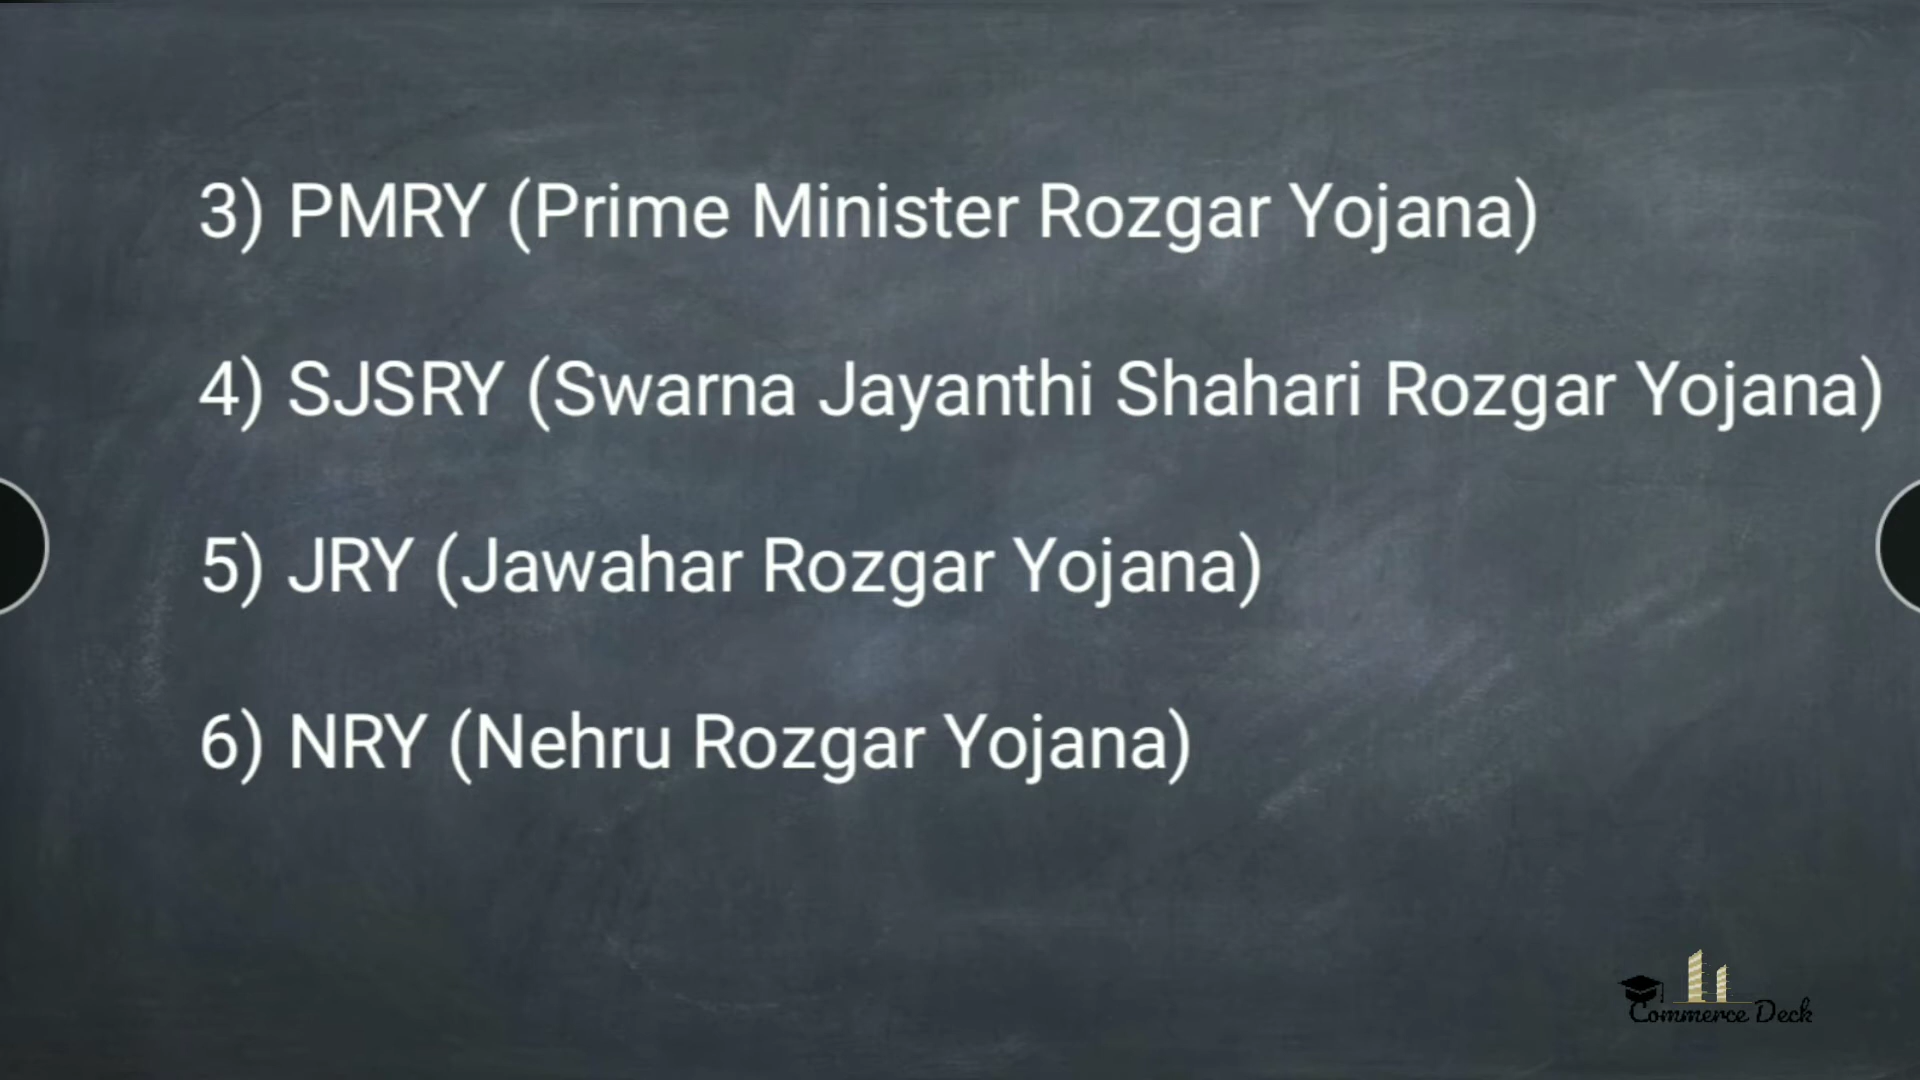 3) PMRY (Prime Minister Rozgar Yojana)
4) SJSRY (Swarna Jayanthi Shahari Rozgar Yojana)
5) JRY (Jawahar Rozgar Yojana)
6) NRY (Nehru Rozgar Yojana)
Commerce Deck